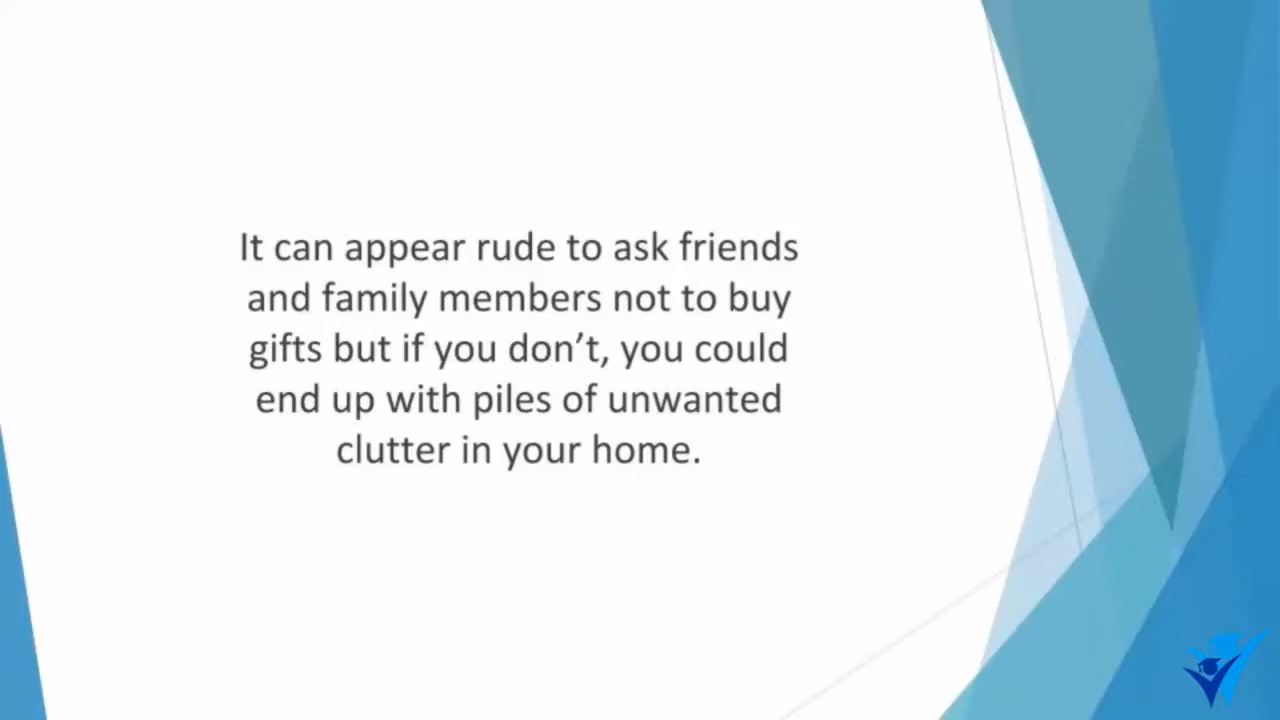 It can appear rude to ask friends
and family members not to buy
gifts but if you don’t, you could
end up with piles of unwanted
clutter in your home.